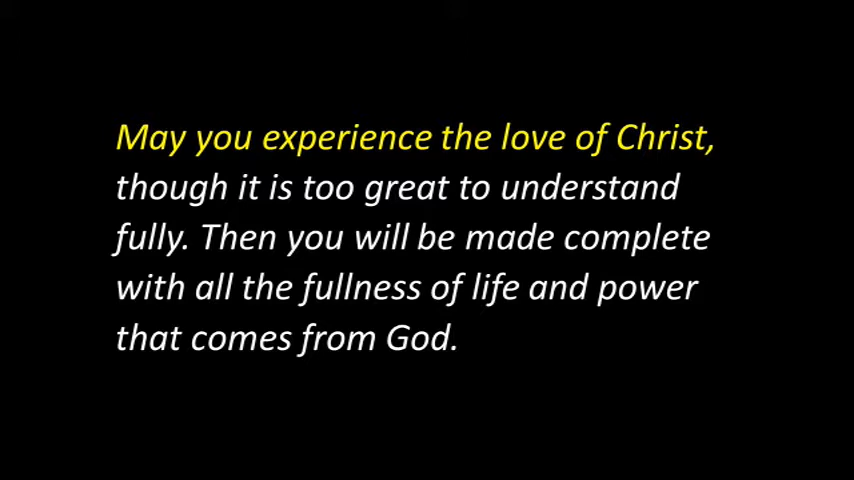 May you experience the love of Christ,
though it is too great to understand
fully. Then you will be made complete
with all the fullness of life and power
that comes from God.